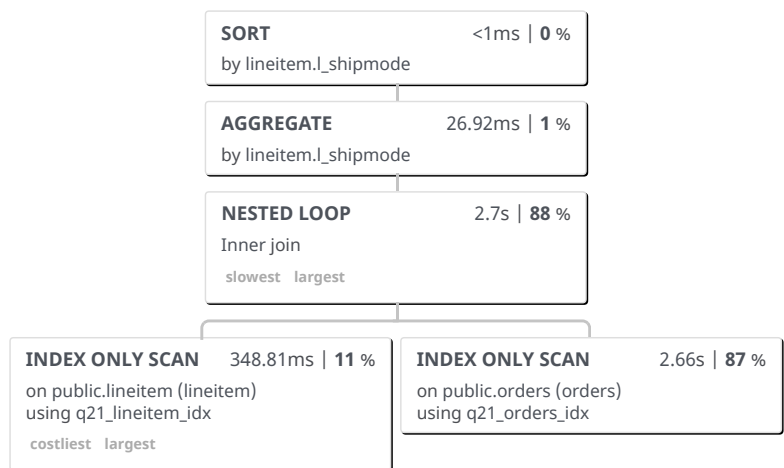 SORT <1ms | 0 %
by lineitem.l_shipmode
AGGREGATE 26.92ms | 1 %
by lineitem.l_shipmode
NESTED LOOP 2.7s | 88 %
Inner join
slowest largest
INDEX ONLY SCAN 348.81ms | 11 %
on public.lineitem (lineitem)
using q21_lineitem_idx
costliest largest
INDEX ONLY SCAN 2.66s | 87 %
on public.orders (orders)
using q21_orders_idx